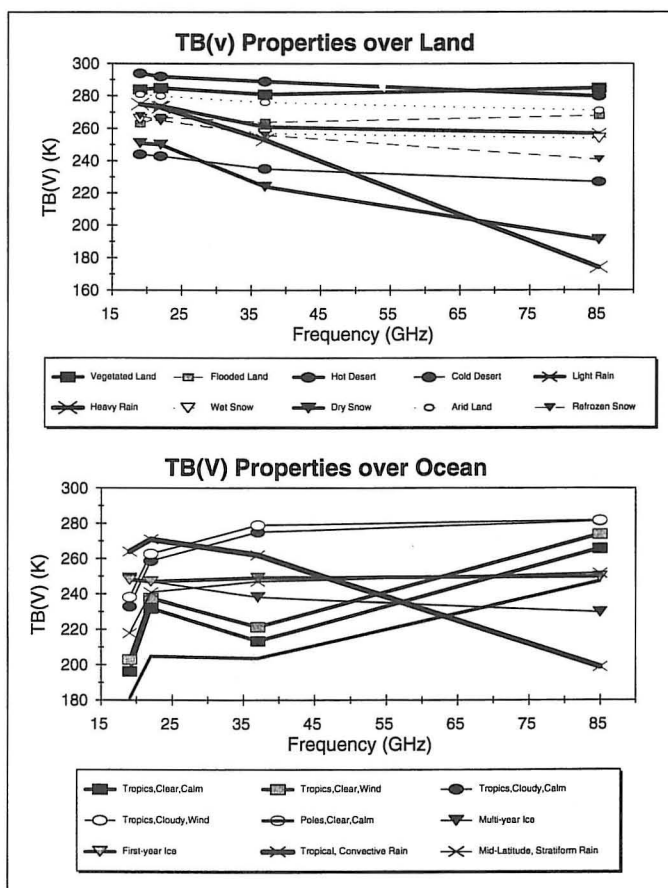 TB(v) Properties over Land
TB(V) (K)
300
280
260
240
220
200
180
160
15 25 35 45 55 65 75 85
Frequency (GHz)
Vegetated Land Flooded Land Hot Desert Cold Desert Light Rain
Heavy Rain Wet Snow Dry Snow Arid Land Refrozen Snow
TB(V) Properties over Ocean
TB(V) (K)
300
280
260
240
220
200
180
15 25 35 45 55 65 75 85
Frequency (GHz)
Tropics,Clear,Calm Tropics,Clear,Wind Tropics,Cloudy,Calm
Tropics,Cloudy,Wind Poles,Clear,Calm Multi-year Ice
First-year Ice Tropical, Convective Rain Mid-Latitude, Stratiform Rain